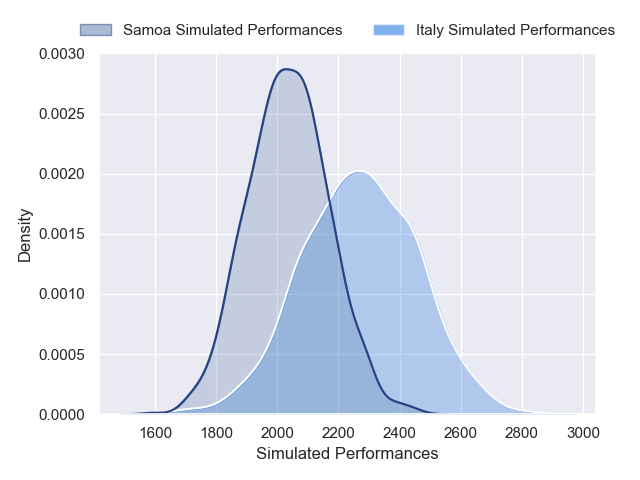 Samoa Simulated Performances
Italy Simulated Performances
0.0030
0.0025
0.0020
0.0015
0.0010
0.0005
0.0000
Density
1600 1800 2000 2200 2400 2600 2800 3000
Simulated Performances